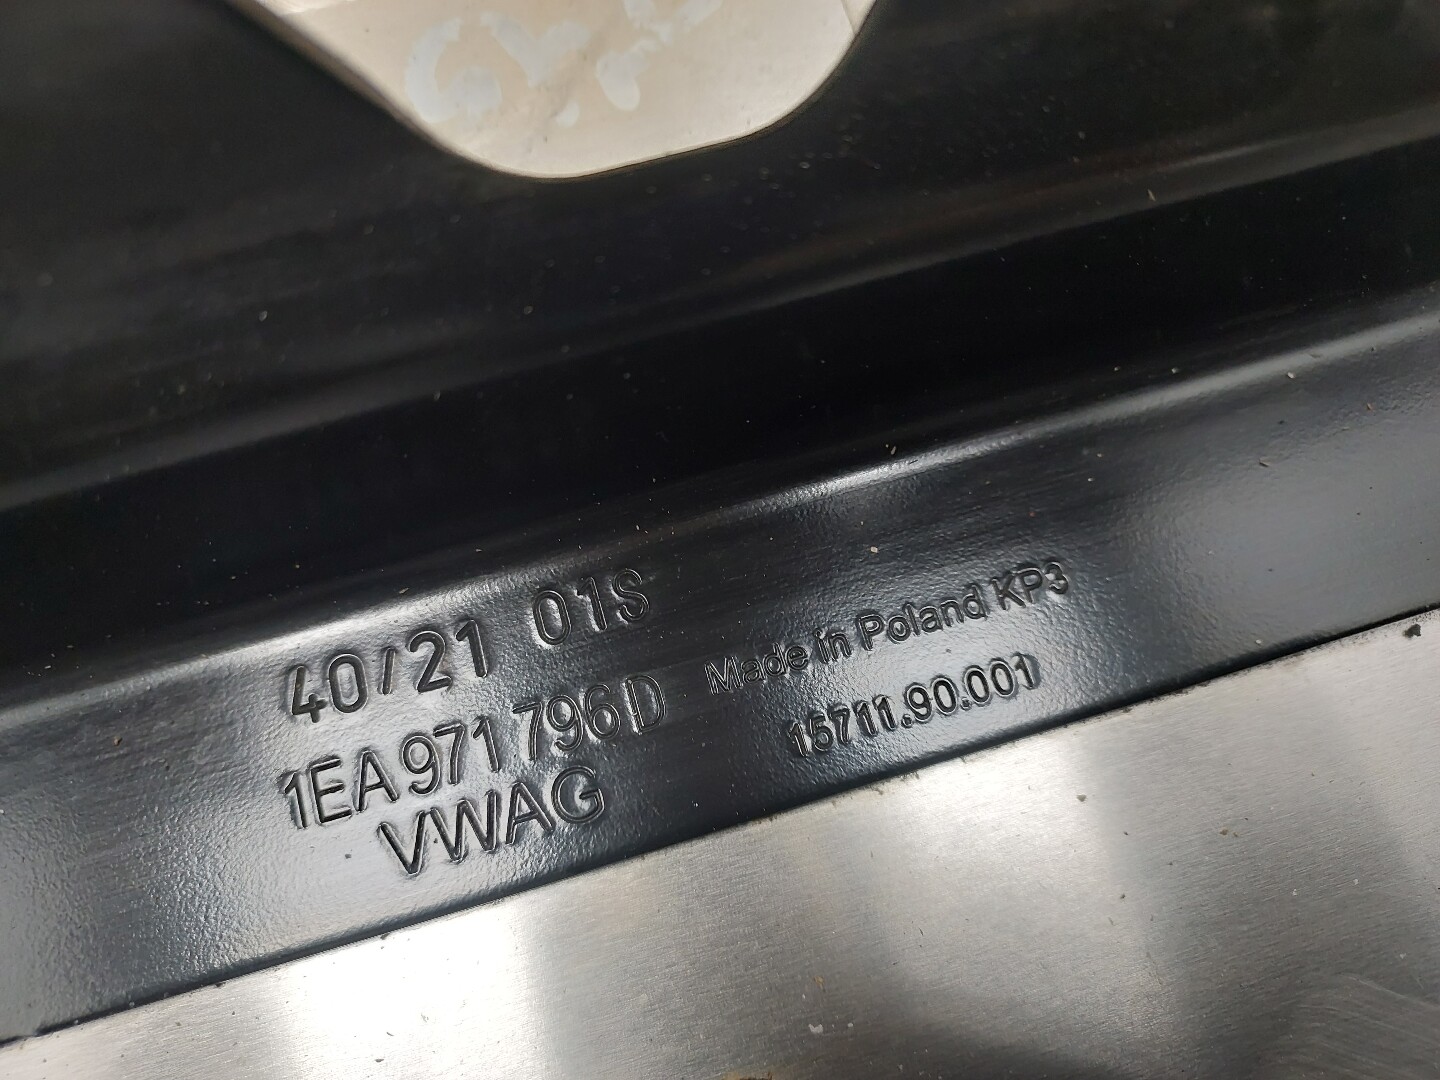 40/21 01S
1EA 971 796 D
VWAG
Made in Poland KP3
15711.90.001